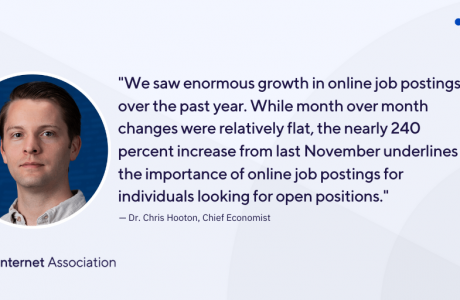 "We saw enormous growth in online job postings
over the past year. While month over month
changes were relatively flat, the nearly 240
percent increase from last November underlines
the importance of online job postings for
individuals looking for open positions."
— Dr. Chris Hooton, Chief Economist
nternet Association